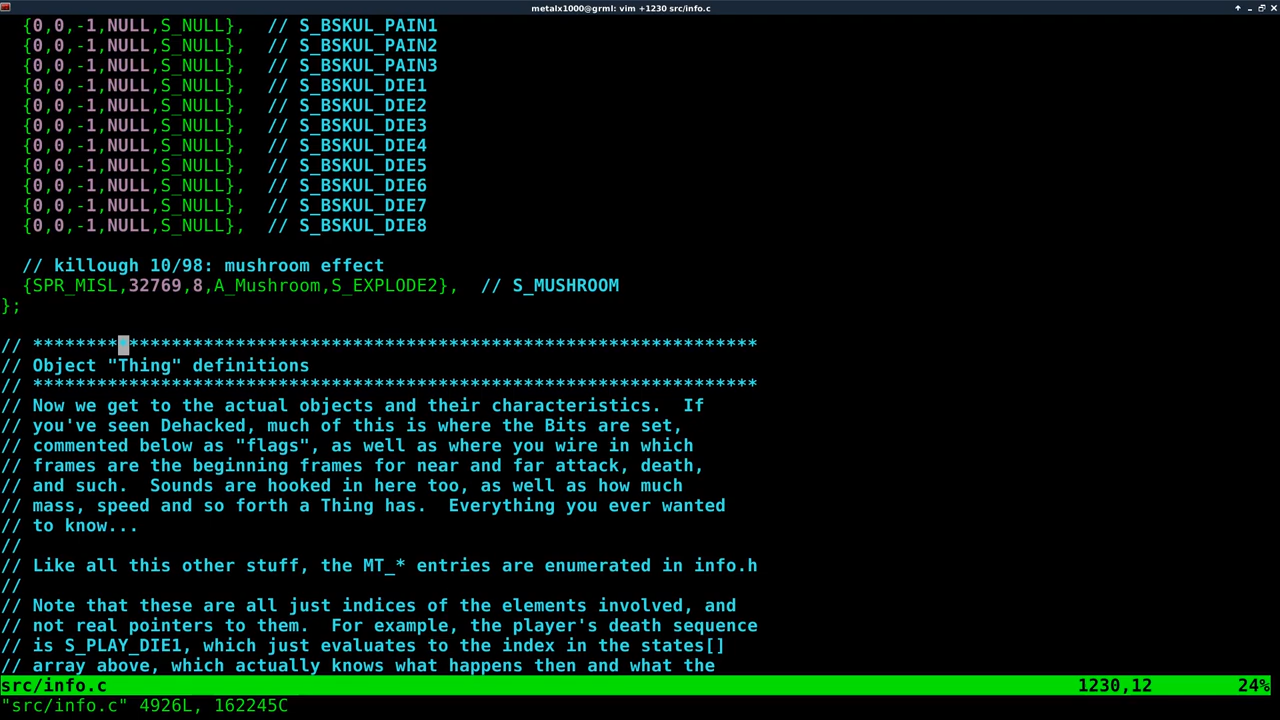 metalx1000@grml: vim +1230 src/info.c
  {0,0,-1,NULL,S_NULL},  // S_BSKUL_PAIN1
  {0,0,-1,NULL,S_NULL},  // S_BSKUL_PAIN2
  {0,0,-1,NULL,S_NULL},  // S_BSKUL_PAIN3
  {0,0,-1,NULL,S_NULL},  // S_BSKUL_DIE1
  {0,0,-1,NULL,S_NULL},  // S_BSKUL_DIE2
  {0,0,-1,NULL,S_NULL},  // S_BSKUL_DIE3
  {0,0,-1,NULL,S_NULL},  // S_BSKUL_DIE4
  {0,0,-1,NULL,S_NULL},  // S_BSKUL_DIE5
  {0,0,-1,NULL,S_NULL},  // S_BSKUL_DIE6
  {0,0,-1,NULL,S_NULL},  // S_BSKUL_DIE7
  {0,0,-1,NULL,S_NULL},  // S_BSKUL_DIE8
  // killough 10/98: mushroom effect
  {SPR_MISL,32769,8,A_Mushroom,S_EXPLODE2},  // S_MUSHROOM
};
// ********************************************************************
// Object "Thing" definitions
// ********************************************************************
// Now we get to the actual objects and their characteristics.  If
// you've seen Dehacked, much of this is where the Bits are set,
// commented below as "flags", as well as where you wire in which
// frames are the beginning frames for near and far attack, death,
// and such.  Sounds are hooked in here too, as well as how much
// mass, speed and so forth a Thing has.  Everything you ever wanted
// to know...
//
// Like all this other stuff, the MT_* entries are enumerated in info.h
//
// Note that these are all just indices of the elements involved, and
// not real pointers to them.  For example, the player's death sequence
// is S_PLAY_DIE1, which just evaluates to the index in the states[]
// array above, which actually knows what happens then and what the
src/info.c 1230,12 24%
"src/info.c" 4926L, 162245C